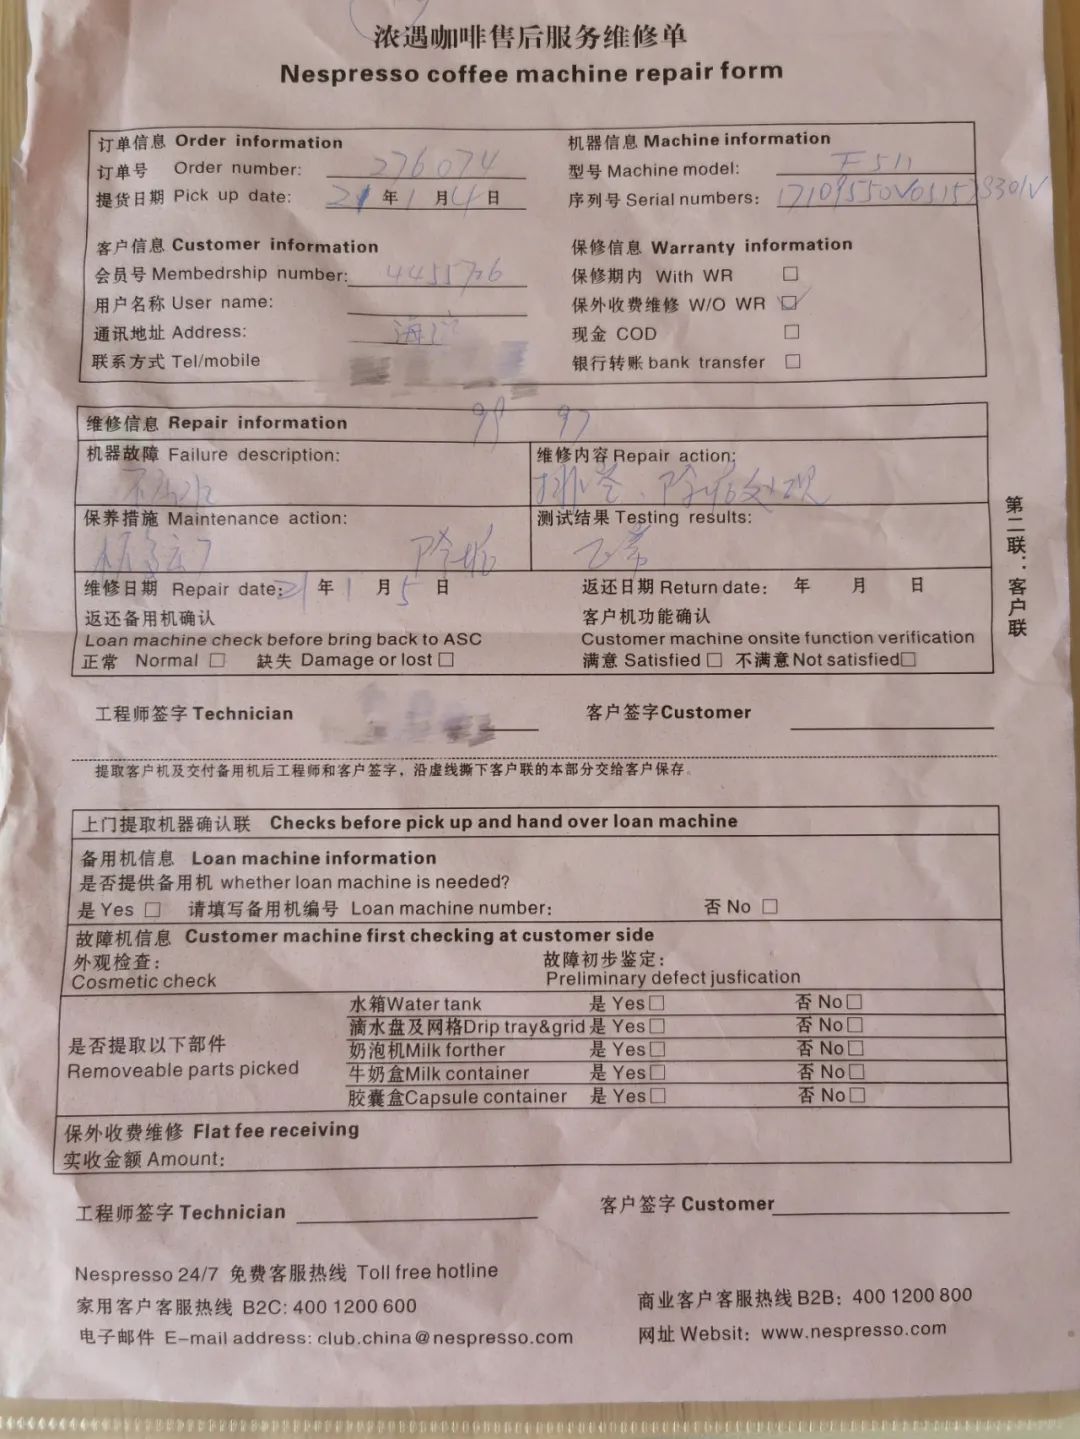 浓遇咖啡售后服务维修单
Nespresso coffee machine repair form
订单信息 Order information
订单号 Order number: 276074
提货日期 Pick up date: 21 年 1 月 4 日
机器信息 Machine information
型号 Machine model: F511
序列号 Serial numbers:
客户信息 Customer information
会员号 Membedrship number:
用户名称 User name:
通讯地址 Address:
联系方式 Tel/mobile
保修信息 Warranty information
保修期内 With WR □
保外收费维修 W/O WR ☑
现金 COD □
银行转账 bank transfer □
维修信息 Repair information 98 97
机器故障 Failure description:
不出水
维修内容 Repair action:
排卷、除垢处理
保养措施 Maintenance action:
除垢
测试结果 Testing results:
正常
维修日期 Repair date: 21 年 1 月 5 日
返还日期 Return date: 年 月 日
返还备用机确认
Loan machine check before bring back to ASC
正常 Normal □ 缺失 Damage or lost □
客户机功能确认
Customer machine onsite function verification
满意 Satisfied □ 不满意 Not satisfied □
第二联：客户联
工程师签字 Technician
客户签字 Customer
提取客户机及交付备用机后工程师和客户签字，沿虚线撕下客户联的本部分交给客户保存。
上门提取机器确认联 Checks before pick up and hand over loan machine
备用机信息 Loan machine information
是否提供备用机 whether loan machine is needed?
是 Yes □ 请填写备用机编号 Loan machine number: 否 No □
故障机信息 Customer machine first checking at customer side
外观检查:
Cosmetic check
故障初步鉴定:
Preliminary defect jusfication
是否提取以下部件
Removeable parts picked
水箱Water tank 是 Yes□ 否 No□
滴水盘及网格Drip tray&grid 是 Yes□ 否 No□
奶泡机Milk forther 是 Yes□ 否 No□
牛奶盒Milk container 是 Yes□ 否 No□
胶囊盒Capsule container 是 Yes□ 否 No□
保外收费维修 Flat fee receiving
实收金额 Amount:
工程师签字 Technician
客户签字 Customer
Nespresso 24/7 免费客服热线 Toll free hotline
家用客户客服热线 B2C: 400 1200 600
商业客户客服热线 B2B: 400 1200 800
电子邮件 E-mail address: club.china@nespresso.com
网址 Websit: www.nespresso.com